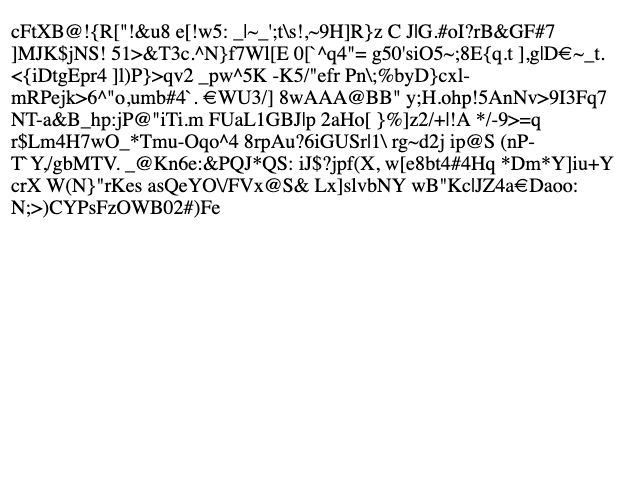 cFtXB@!{R["!&u8 e[!w5: _|~_';t\s!,~9H]R}z C J|G.#oI?rB&GF#7
]MJK$jNS! 51>&T3c.^N}f7Wl[E 0[`^q4"= g50'siO5~;8E{q.t ],g|D€~_t.
<{iDtgEpr4 ]l)P}>qv2 _pw^5K -K5/"efr Pn\;%byD}cxl-
mRPejk>6^"o,umb#4`. €WU3/] 8wAAA@BB" y;H.ohp!5AnNv>9I3Fq7
NT-a&B_hp:jP@"iTi.m FUaL1GBJ|p 2aHo[ }%]z2/+|!A */-9>=q
r$Lm4H7wO_*Tmu-Oqo^4 8rpAu?6iGUSr|1\ rg~d2j ip@S (nP-
T`Y,/gbMTV. _@Kn6e:&PQJ*QS: iJ$?jpf(X, w[e8bt4#4Hq *Dm*Y]iu+Y
crX W(N}"rKes asQeYO\/FVx@S& Lx]slvbNY wB"Kc|JZ4a€Daoo:
N;>)CYPsFzOWB02#)Fe